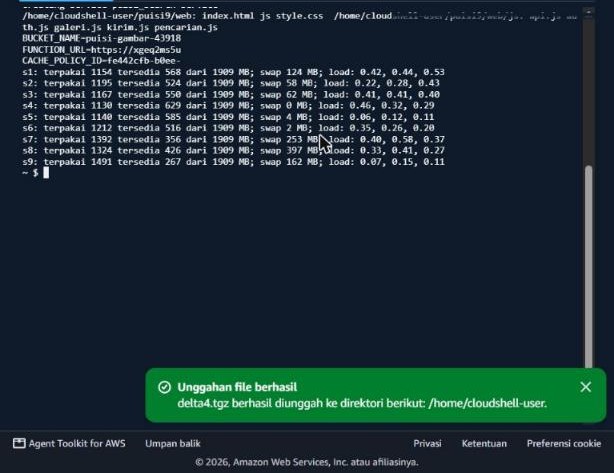 /home/cloudshell-user/puisi9/web: index.html js style.css /home/cloudshell-user/puisi9/web/js: api.js au
th.js galeri.js kirim.js pencarian.js
BUCKET_NAME=puisi-gambar-43918
FUNCTION_URL=https://xgeq2ms5u
CACHE_POLICY_ID=fe442cfb-b0ee-
s1: terpakai 1154 tersedia 568 dari 1909 MB; swap 124 MB; load: 0.42, 0.44, 0.53
s2: terpakai 1195 tersedia 524 dari 1909 MB; swap 58 MB; load: 0.22, 0.28, 0.43
s3: terpakai 1167 tersedia 550 dari 1909 MB; swap 62 MB; load: 0.41, 0.41, 0.40
s4: terpakai 1130 tersedia 629 dari 1909 MB; swap 0 MB; load: 0.46, 0.32, 0.29
s5: terpakai 1140 tersedia 585 dari 1909 MB; swap 4 MB; load: 0.06, 0.12, 0.11
s6: terpakai 1212 tersedia 516 dari 1909 MB; swap 2 MB; load: 0.35, 0.26, 0.20
s7: terpakai 1392 tersedia 356 dari 1909 MB; swap 253 MB; load: 0.40, 0.58, 0.37
s8: terpakai 1324 tersedia 426 dari 1909 MB; swap 397 MB; load: 0.33, 0.41, 0.27
s9: terpakai 1491 tersedia 267 dari 1909 MB; swap 162 MB; load: 0.07, 0.15, 0.11
~ $
Unggahan file berhasil
delta4.tgz berhasil diunggah ke direktori berikut: /home/cloudshell-user.
Agent Toolkit for AWS Umpan balik Privasi Ketentuan Preferensi cookie
© 2026, Amazon Web Services, Inc. atau afiliasinya.